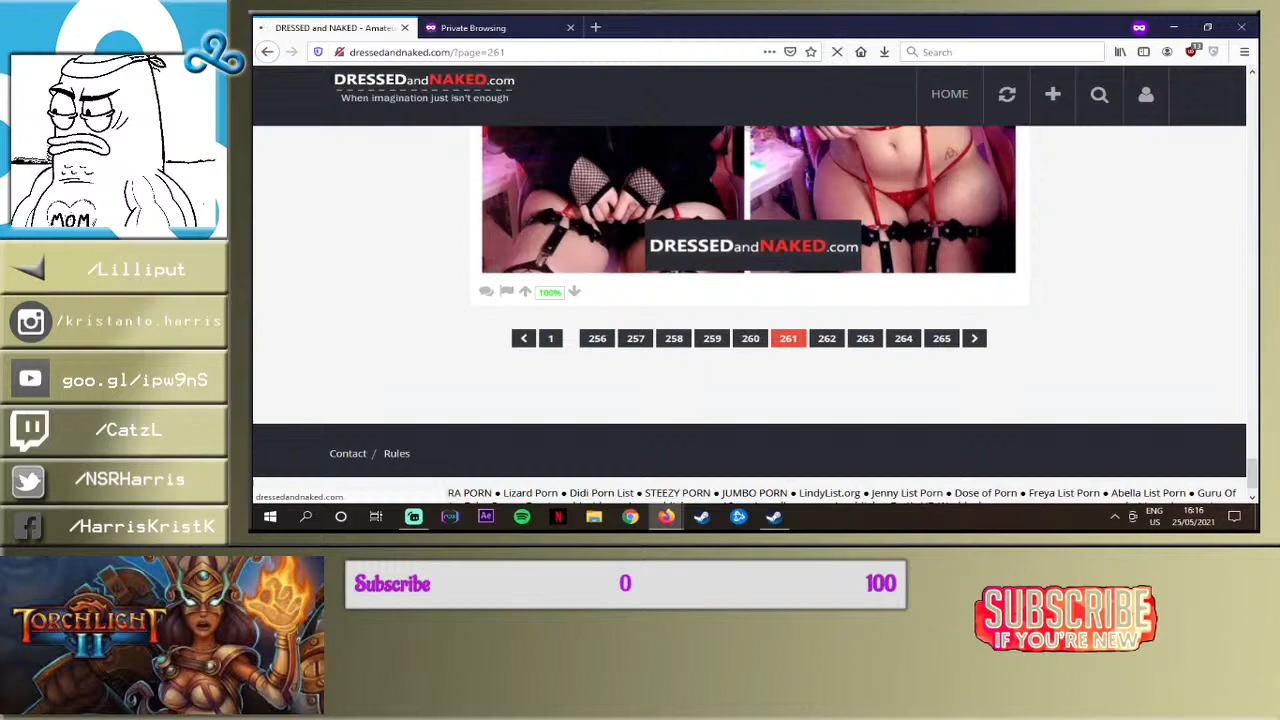 DRESSED and NAKED - Amateu
Private Browsing
dressedandnaked.com/?page=261
Search
13
DRESSEDandNAKED.com
When imagination just isn't enough
HOME
MOM
DRESSEDandNAKED.com
100%
1 256 257 258 259 260 261 262 263 264 265
Contact / Rules
dressedandnaked.com
RA PORN ● Lizard Porn ● Didi Porn List ● STEEZY PORN ● JUMBO PORN ● LindyList.org ● Jenny List Porn ● Dose of Porn ● Freya List Porn ● Abella List Porn ● Guru Of
ENG
US
16:16
25/05/2021
/Lilliput
/kristanto.harris
goo.gl/ipw9nS
/CatzL
/NSRHarris
/HarrisKristK
TORCHLIGHT
II
Subscribe 0 100
SUBSCRIBE
IF YOU'RE NEW